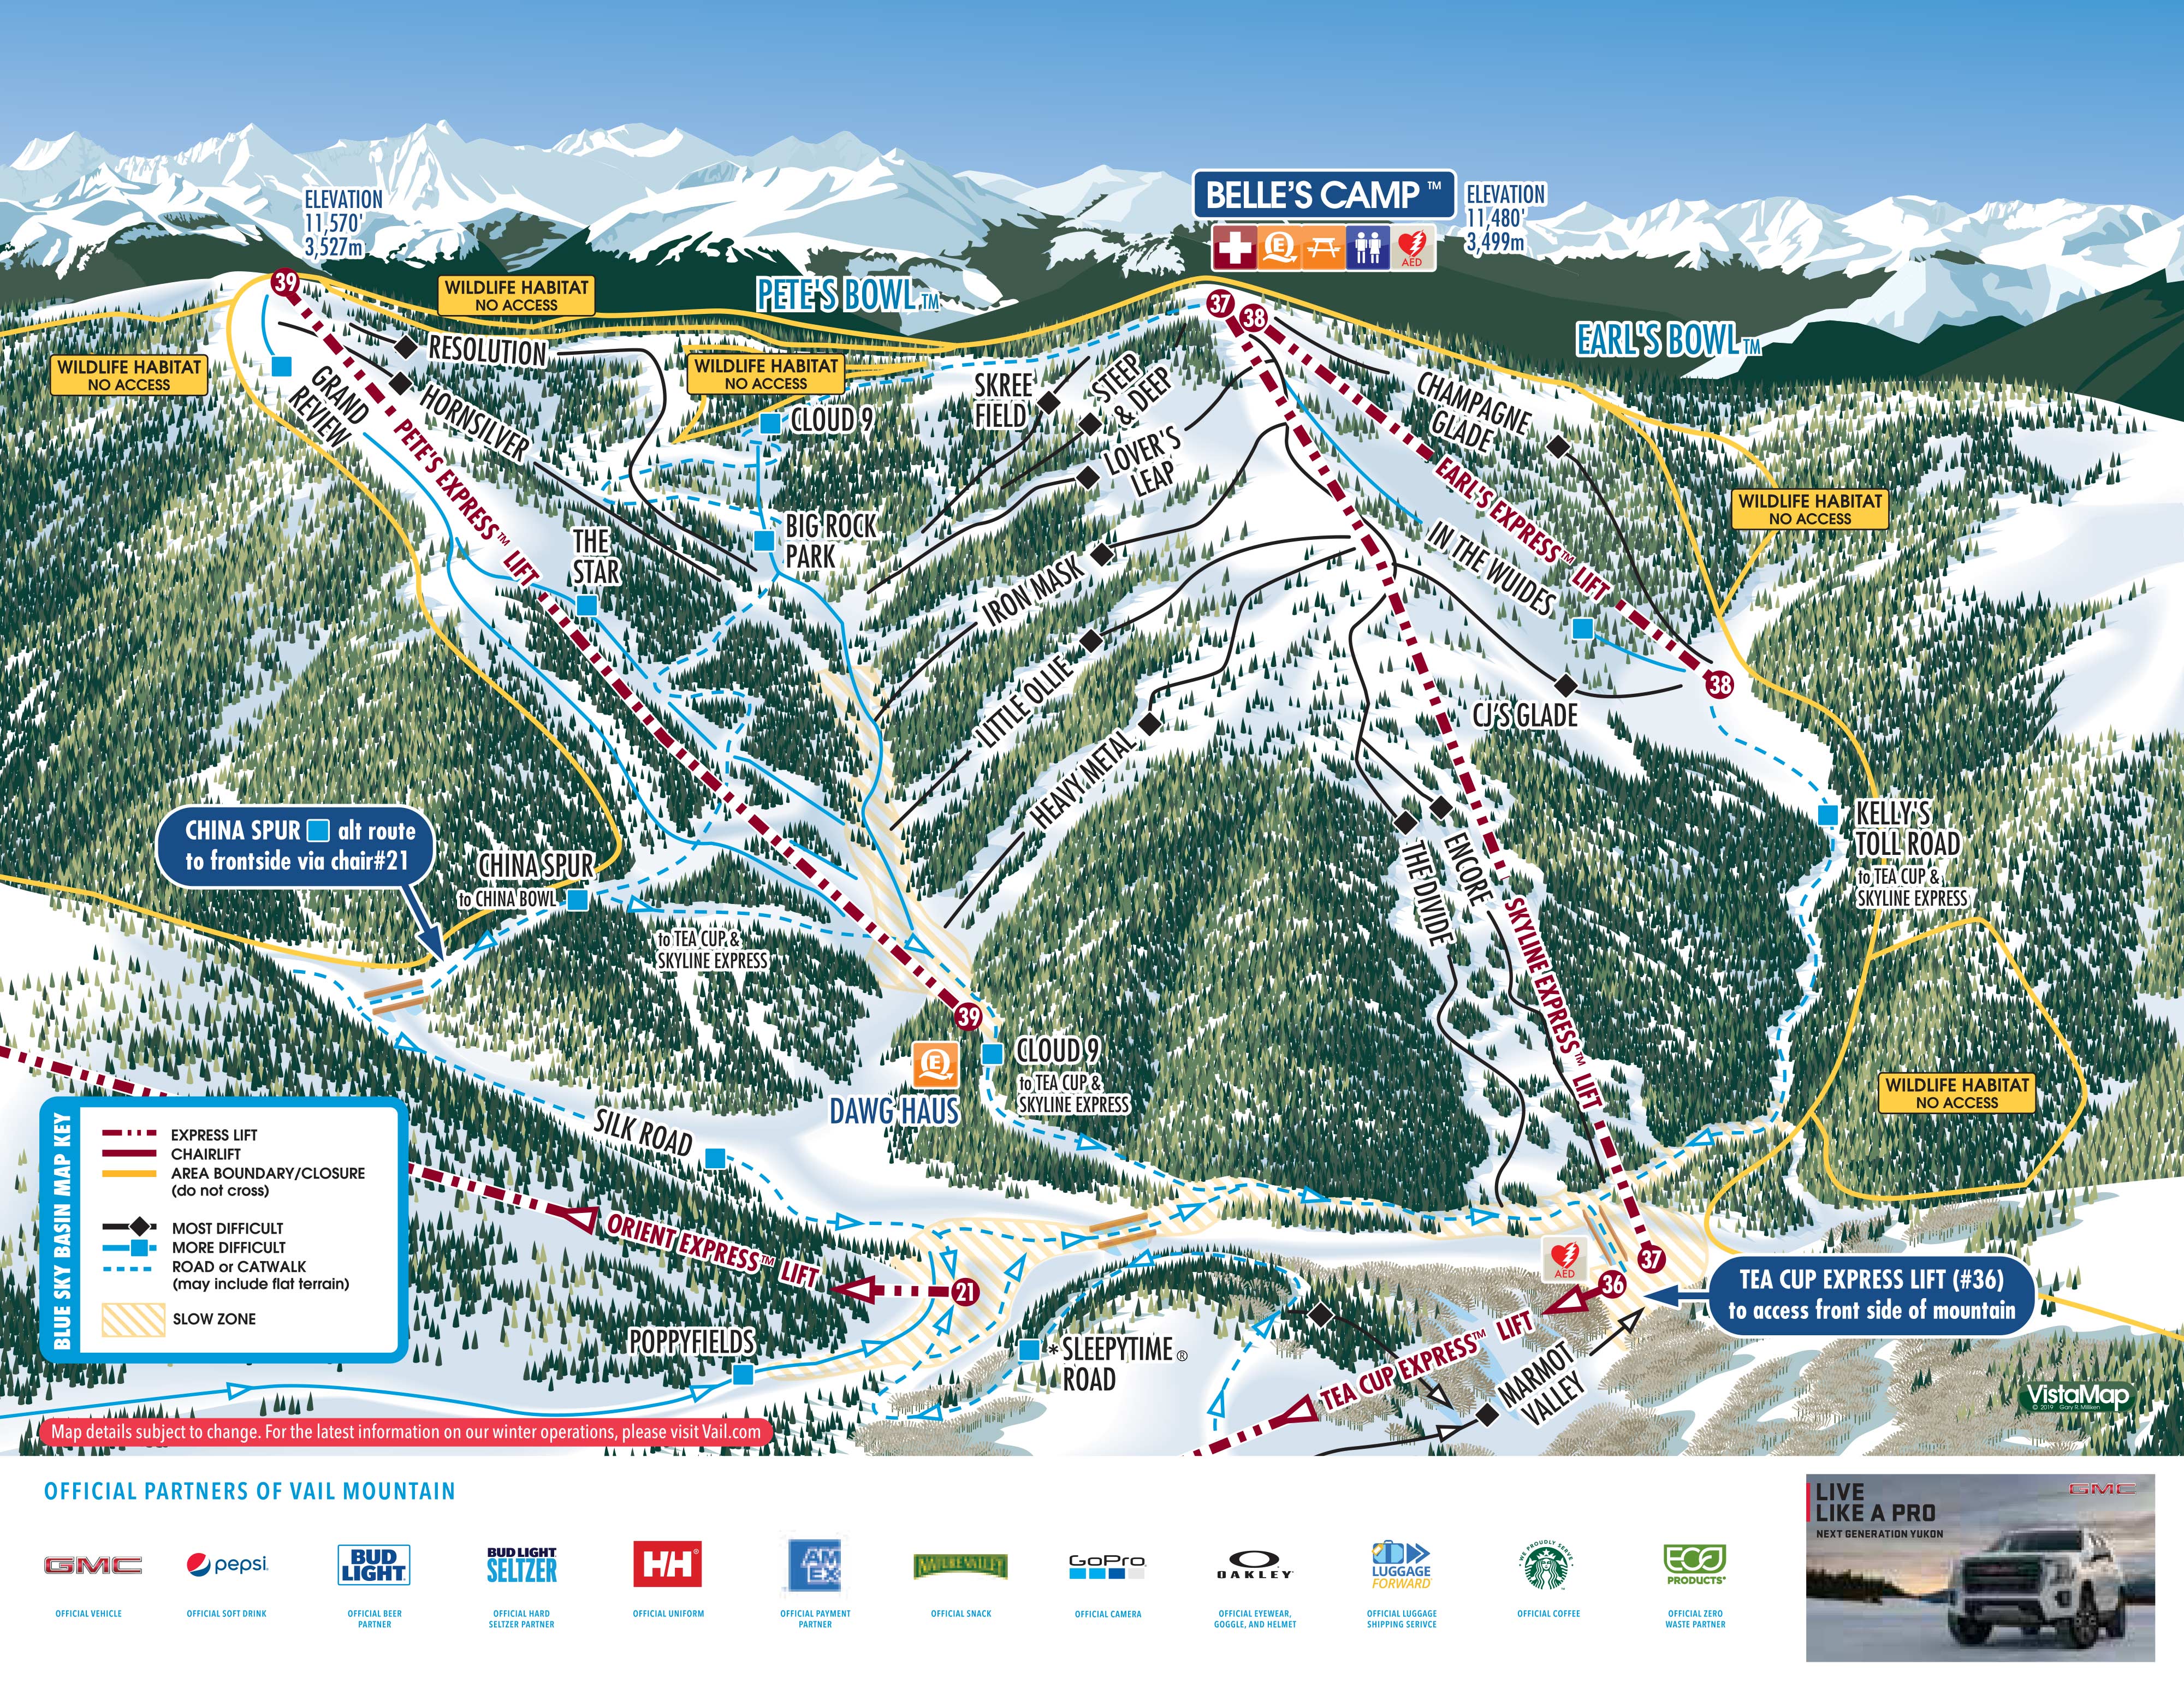 ELEVATION
11,570'
3,527m
BELLE'S CAMP ™
ELEVATION
11,480'
3,499m
AED
39
WILDLIFE HABITAT
NO ACCESS
PETE'S BOWL™
37
38
EARL'S BOWL™
WILDLIFE HABITAT
NO ACCESS
RESOLUTION
WILDLIFE HABITAT
NO ACCESS
GRAND
REVIEW
HORNSILVER
CLOUD 9
SKREE
FIELD
STEEP
& DEEP
LOVER'S
LEAP
CHAMPAGNE
GLADE
PETE'S EXPRESS™ LIFT
EARL'S EXPRESS™ LIFT
WILDLIFE HABITAT
NO ACCESS
THE
STAR
BIG ROCK
PARK
IRON MASK
IN THE WUIDES
LITTLE OLLIE
38
CJ'S GLADE
HEAVY METAL
KELLY'S
TOLL ROAD
to TEA CUP &
SKYLINE EXPRESS
CHINA SPUR alt route
to frontside via chair#21
CHINA SPUR
to CHINA BOWL
THE DIVIDE
ENCORE
SKYLINE EXPRESS™ LIFT
to TEA CUP &
SKYLINE EXPRESS
39
E
DAWG HAUS
CLOUD 9
to TEA CUP &
SKYLINE EXPRESS
WILDLIFE HABITAT
NO ACCESS
SILK ROAD
BLUE SKY BASIN MAP KEY
EXPRESS LIFT
CHAIRLIFT
AREA BOUNDARY/CLOSURE
(do not cross)
MOST DIFFICULT
MORE DIFFICULT
ROAD or CATWALK
(may include flat terrain)
SLOW ZONE
ORIENT EXPRESS™ LIFT
21
AED
37
36
TEA CUP EXPRESS LIFT (#36)
to access front side of mountain
POPPYFIELDS
*SLEEPYTIME®
ROAD
TEA CUP EXPRESS™ LIFT
MARMOT
VALLEY
VistaMap
© 2019 Gary R. Milliken
Map details subject to change. For the latest information on our winter operations, please visit Vail.com
OFFICIAL PARTNERS OF VAIL MOUNTAIN
GMC
OFFICIAL VEHICLE
pepsi
OFFICIAL SOFT DRINK
BUD
LIGHT
OFFICIAL BEER
PARTNER
BUD LIGHT
SELTZER
OFFICIAL HARD
SELTZER PARTNER
HH®
OFFICIAL UNIFORM
AM
EX
OFFICIAL PAYMENT
PARTNER
NATURE VALLEY
OFFICIAL SNACK
GoPro
OFFICIAL CAMERA
OAKLEY
OFFICIAL EYEWEAR,
GOGGLE, AND HELMET
LUGGAGE
FORWARD
OFFICIAL LUGGAGE
SHIPPING SERIVCE
WE PROUDLY SERVE
OFFICIAL COFFEE
ECO
PRODUCTS
OFFICIAL ZERO
WASTE PARTNER
LIVE
LIKE A PRO
NEXT GENERATION YUKON
GMC